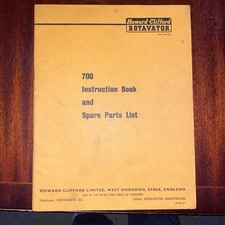 Howard-Clifford
ROTAVATOR
700
Instruction Book
and
Spare Parts List
HOWARD-CLIFFORD LIMITED, WEST HORNDON, ESSEX, ENGLAND